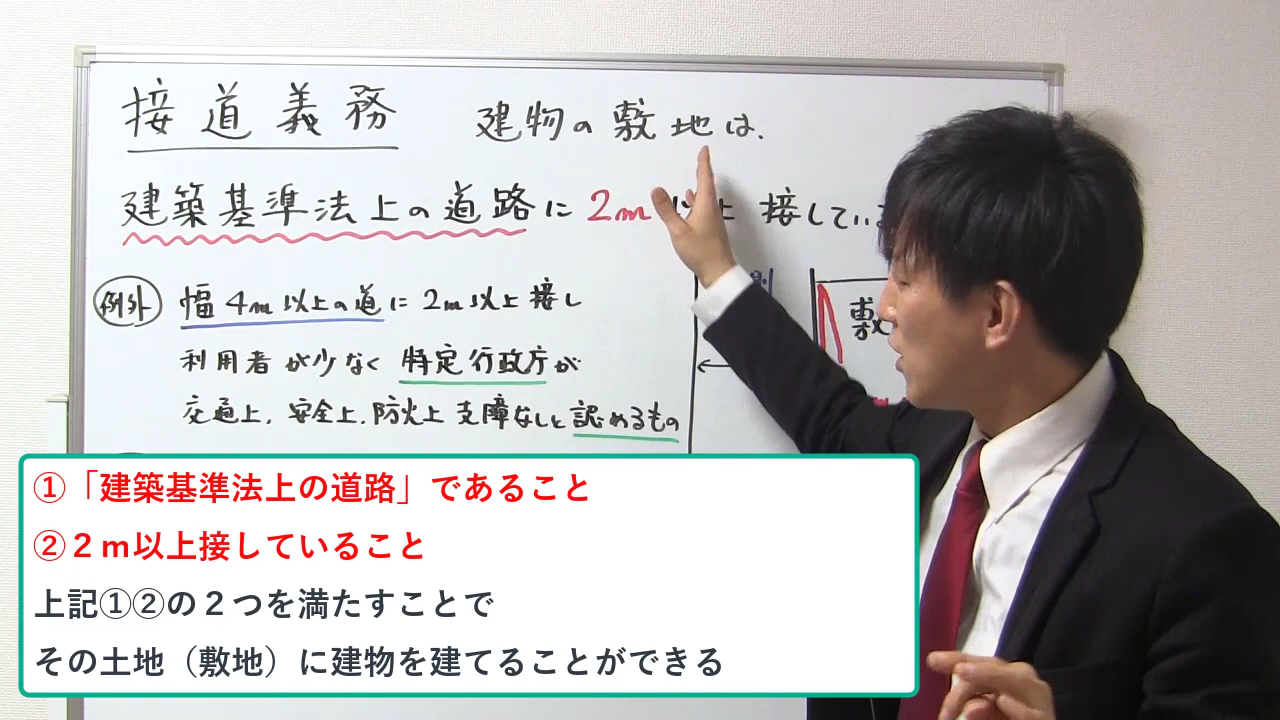 接道義務 建物の敷地は、
建築基準法上の道路に2m以上接している
例外 幅4m以上の道に2m以上接し
利用者が少なく特定行政庁が
交通上、安全上、防火上支障なしと認めるもの
敷
①「建築基準法上の道路」であること
②２ｍ以上接していること
上記①②の２つを満たすことで
その土地（敷地）に建物を建てることができる